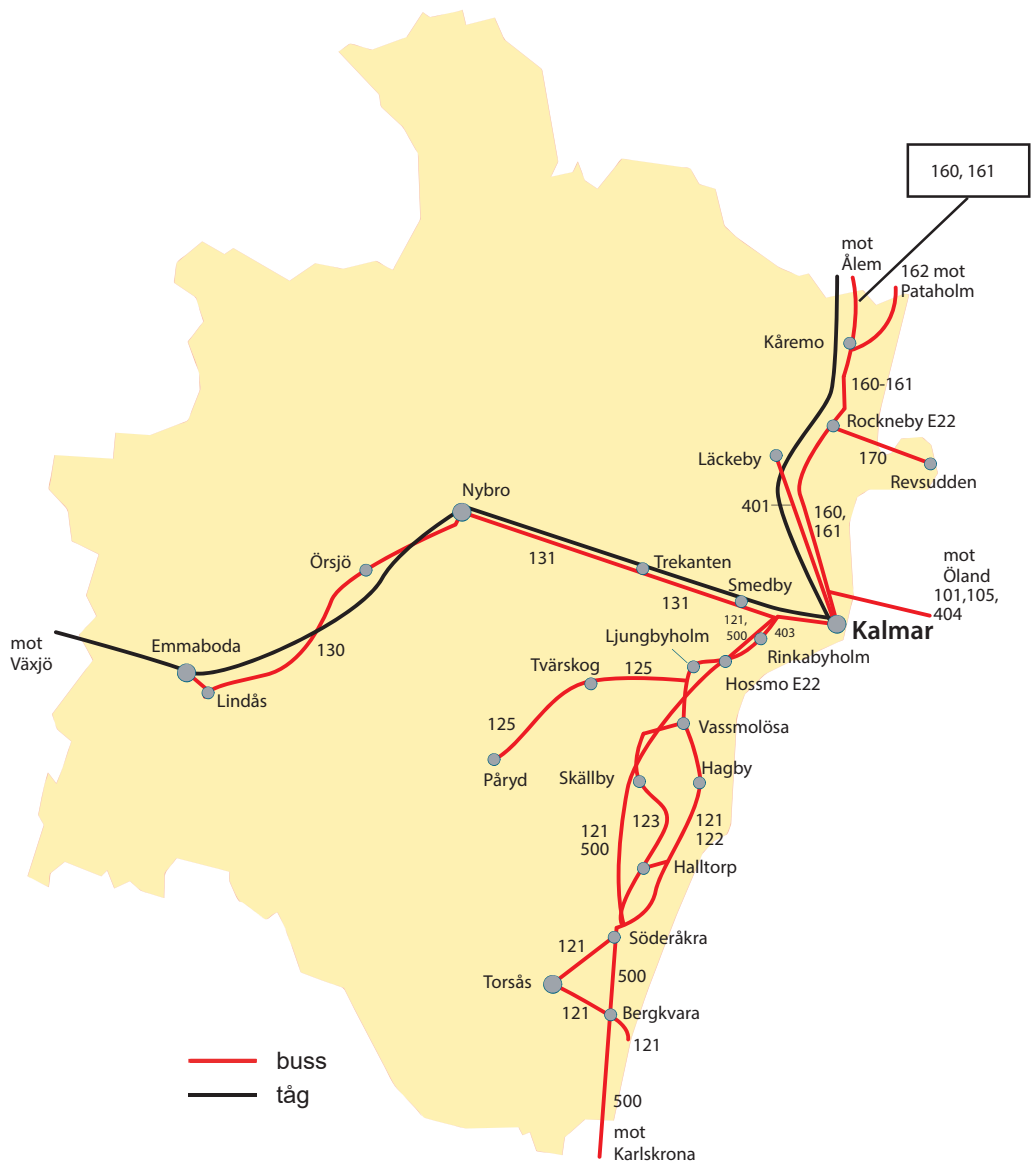 160, 161
mot
Ålem
162 mot
Pataholm
Kåremo
160-161
Rockneby E22
Läckeby
170
Revsudden
Nybro
401
160,
161
131
Örsjö
Trekanten
mot
Öland
101,105,
404
Smedby
131
121,
500
403
Kalmar
mot
Växjö
Emmaboda
130
Ljungbyholm
Rinkabyholm
Tvärskog
125
Hossmo E22
Lindås
125
Vassmolösa
Påryd
Skällby
Hagby
121
500
123
121
122
Halltorp
121
Söderåkra
Torsås
500
121
Bergkvara
121
buss
tåg
500
mot
Karlskrona